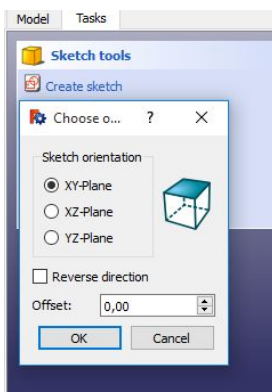 Model Tasks
Sketch tools
Create sketch
Choose o... ? X
Sketch orientation
XY-Plane
XZ-Plane
YZ-Plane
Reverse direction
Offset: 0,00
OK Cancel